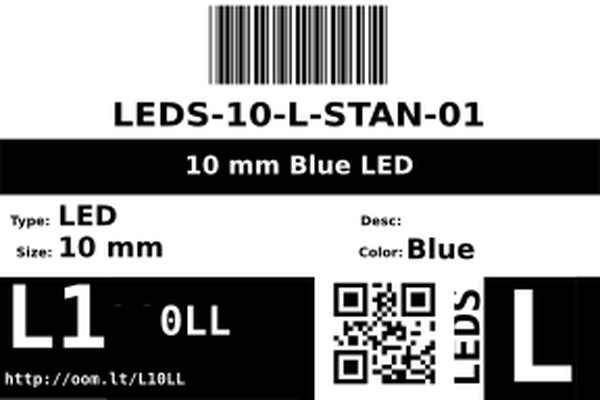 LEDS-10-L-STAN-01
10 mm Blue LED
Type: LED
Desc:
Size: 10 mm
Color: Blue
L1 0LL
http://oom.lt/L10LL
LEDS
L